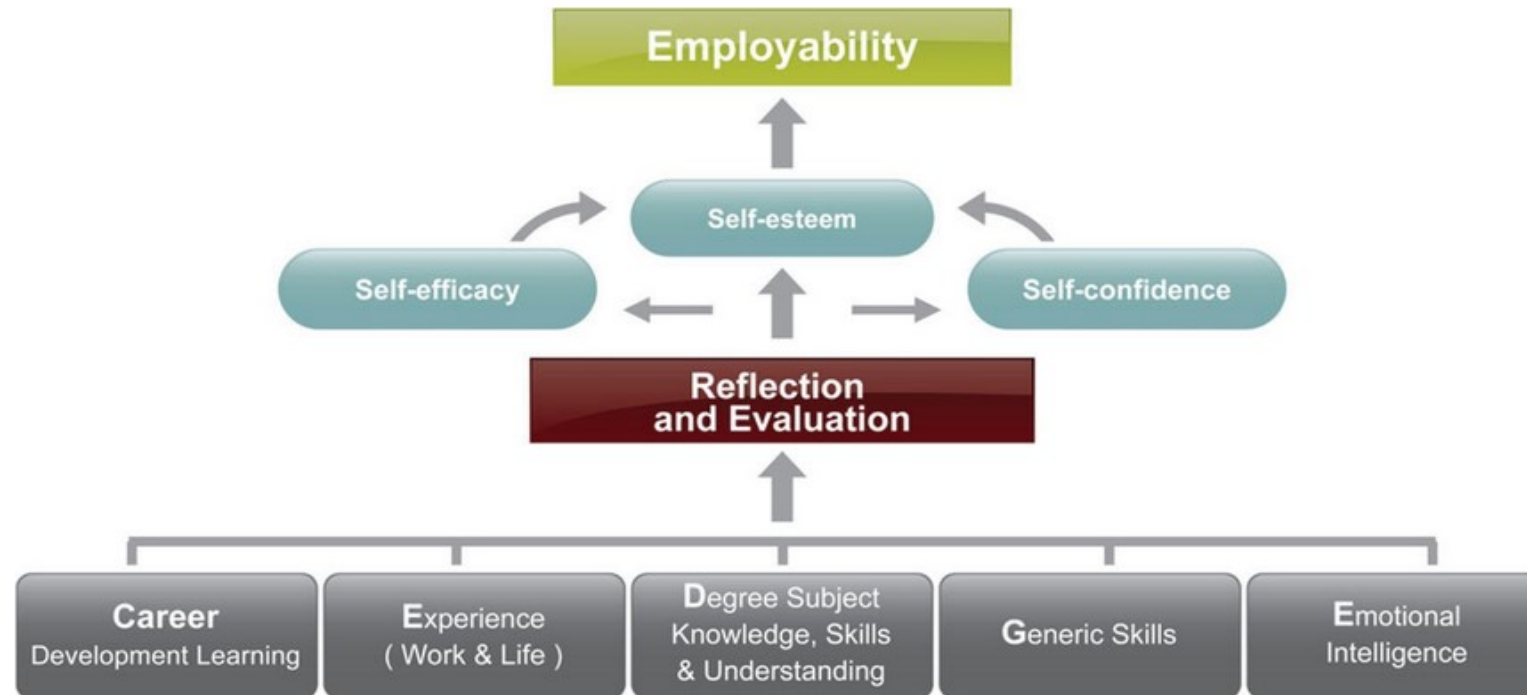 Employability
Self-esteem
Self-efficacy
Self-confidence
Reflection
and Evaluation
Career
Development Learning
Experience
( Work & Life )
Degree Subject
Knowledge, Skills
& Understanding
Generic Skills
Emotional
Intelligence